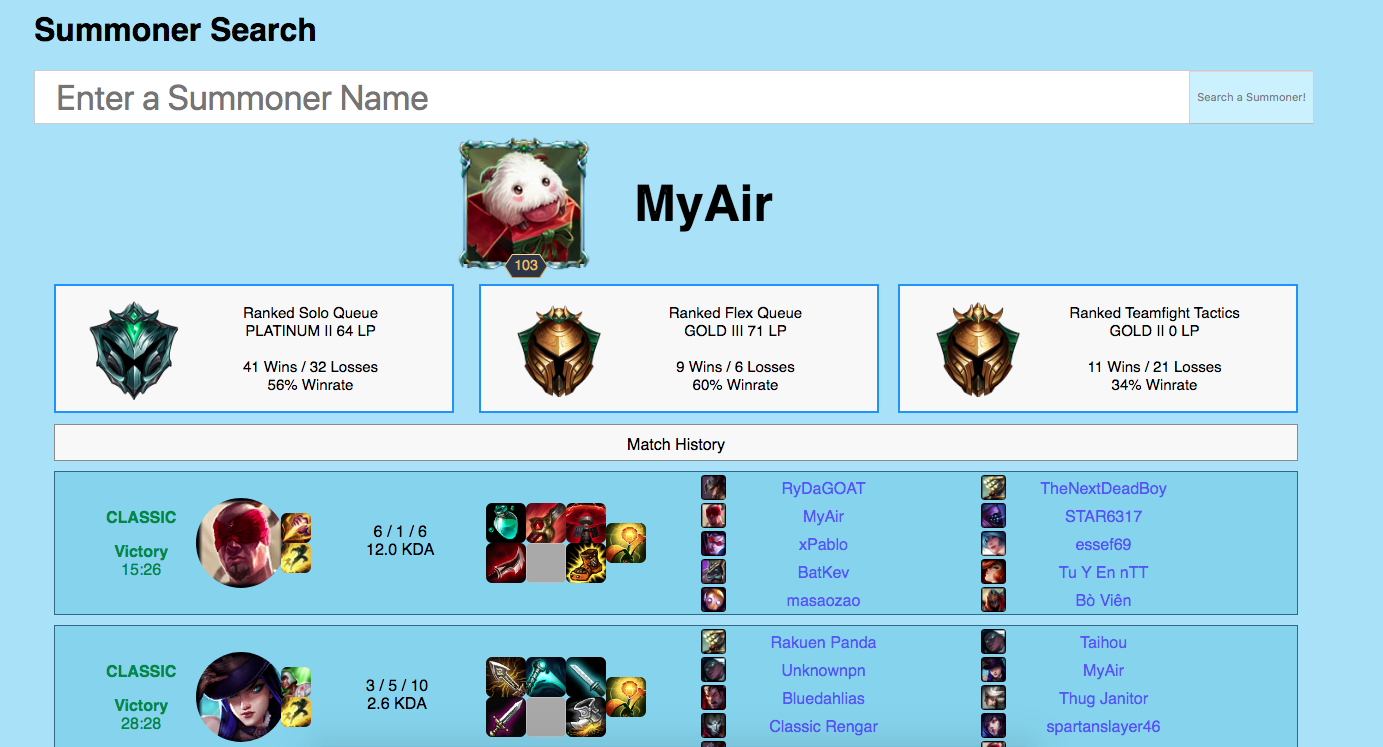 Summoner Search
Enter a Summoner Name
Search a Summoner!
MyAir
103
Ranked Solo Queue
PLATINUM II 64 LP
41 Wins / 32 Losses
56% Winrate
Ranked Flex Queue
GOLD III 71 LP
9 Wins / 6 Losses
60% Winrate
Ranked Teamfight Tactics
GOLD II 0 LP
11 Wins / 21 Losses
34% Winrate
Match History
CLASSIC
Victory
15:26
6 / 1 / 6
12.0 KDA
RyDaGOAT
MyAir
xPablo
BatKev
masaozao
TheNextDeadBoy
STAR6317
essef69
Tu Y En nTT
Bò Viên
CLASSIC
Victory
28:28
3 / 5 / 10
2.6 KDA
Rakuen Panda
Unknownpn
Bluedahlias
Classic Rengar
Taihou
MyAir
Thug Janitor
spartanslayer46